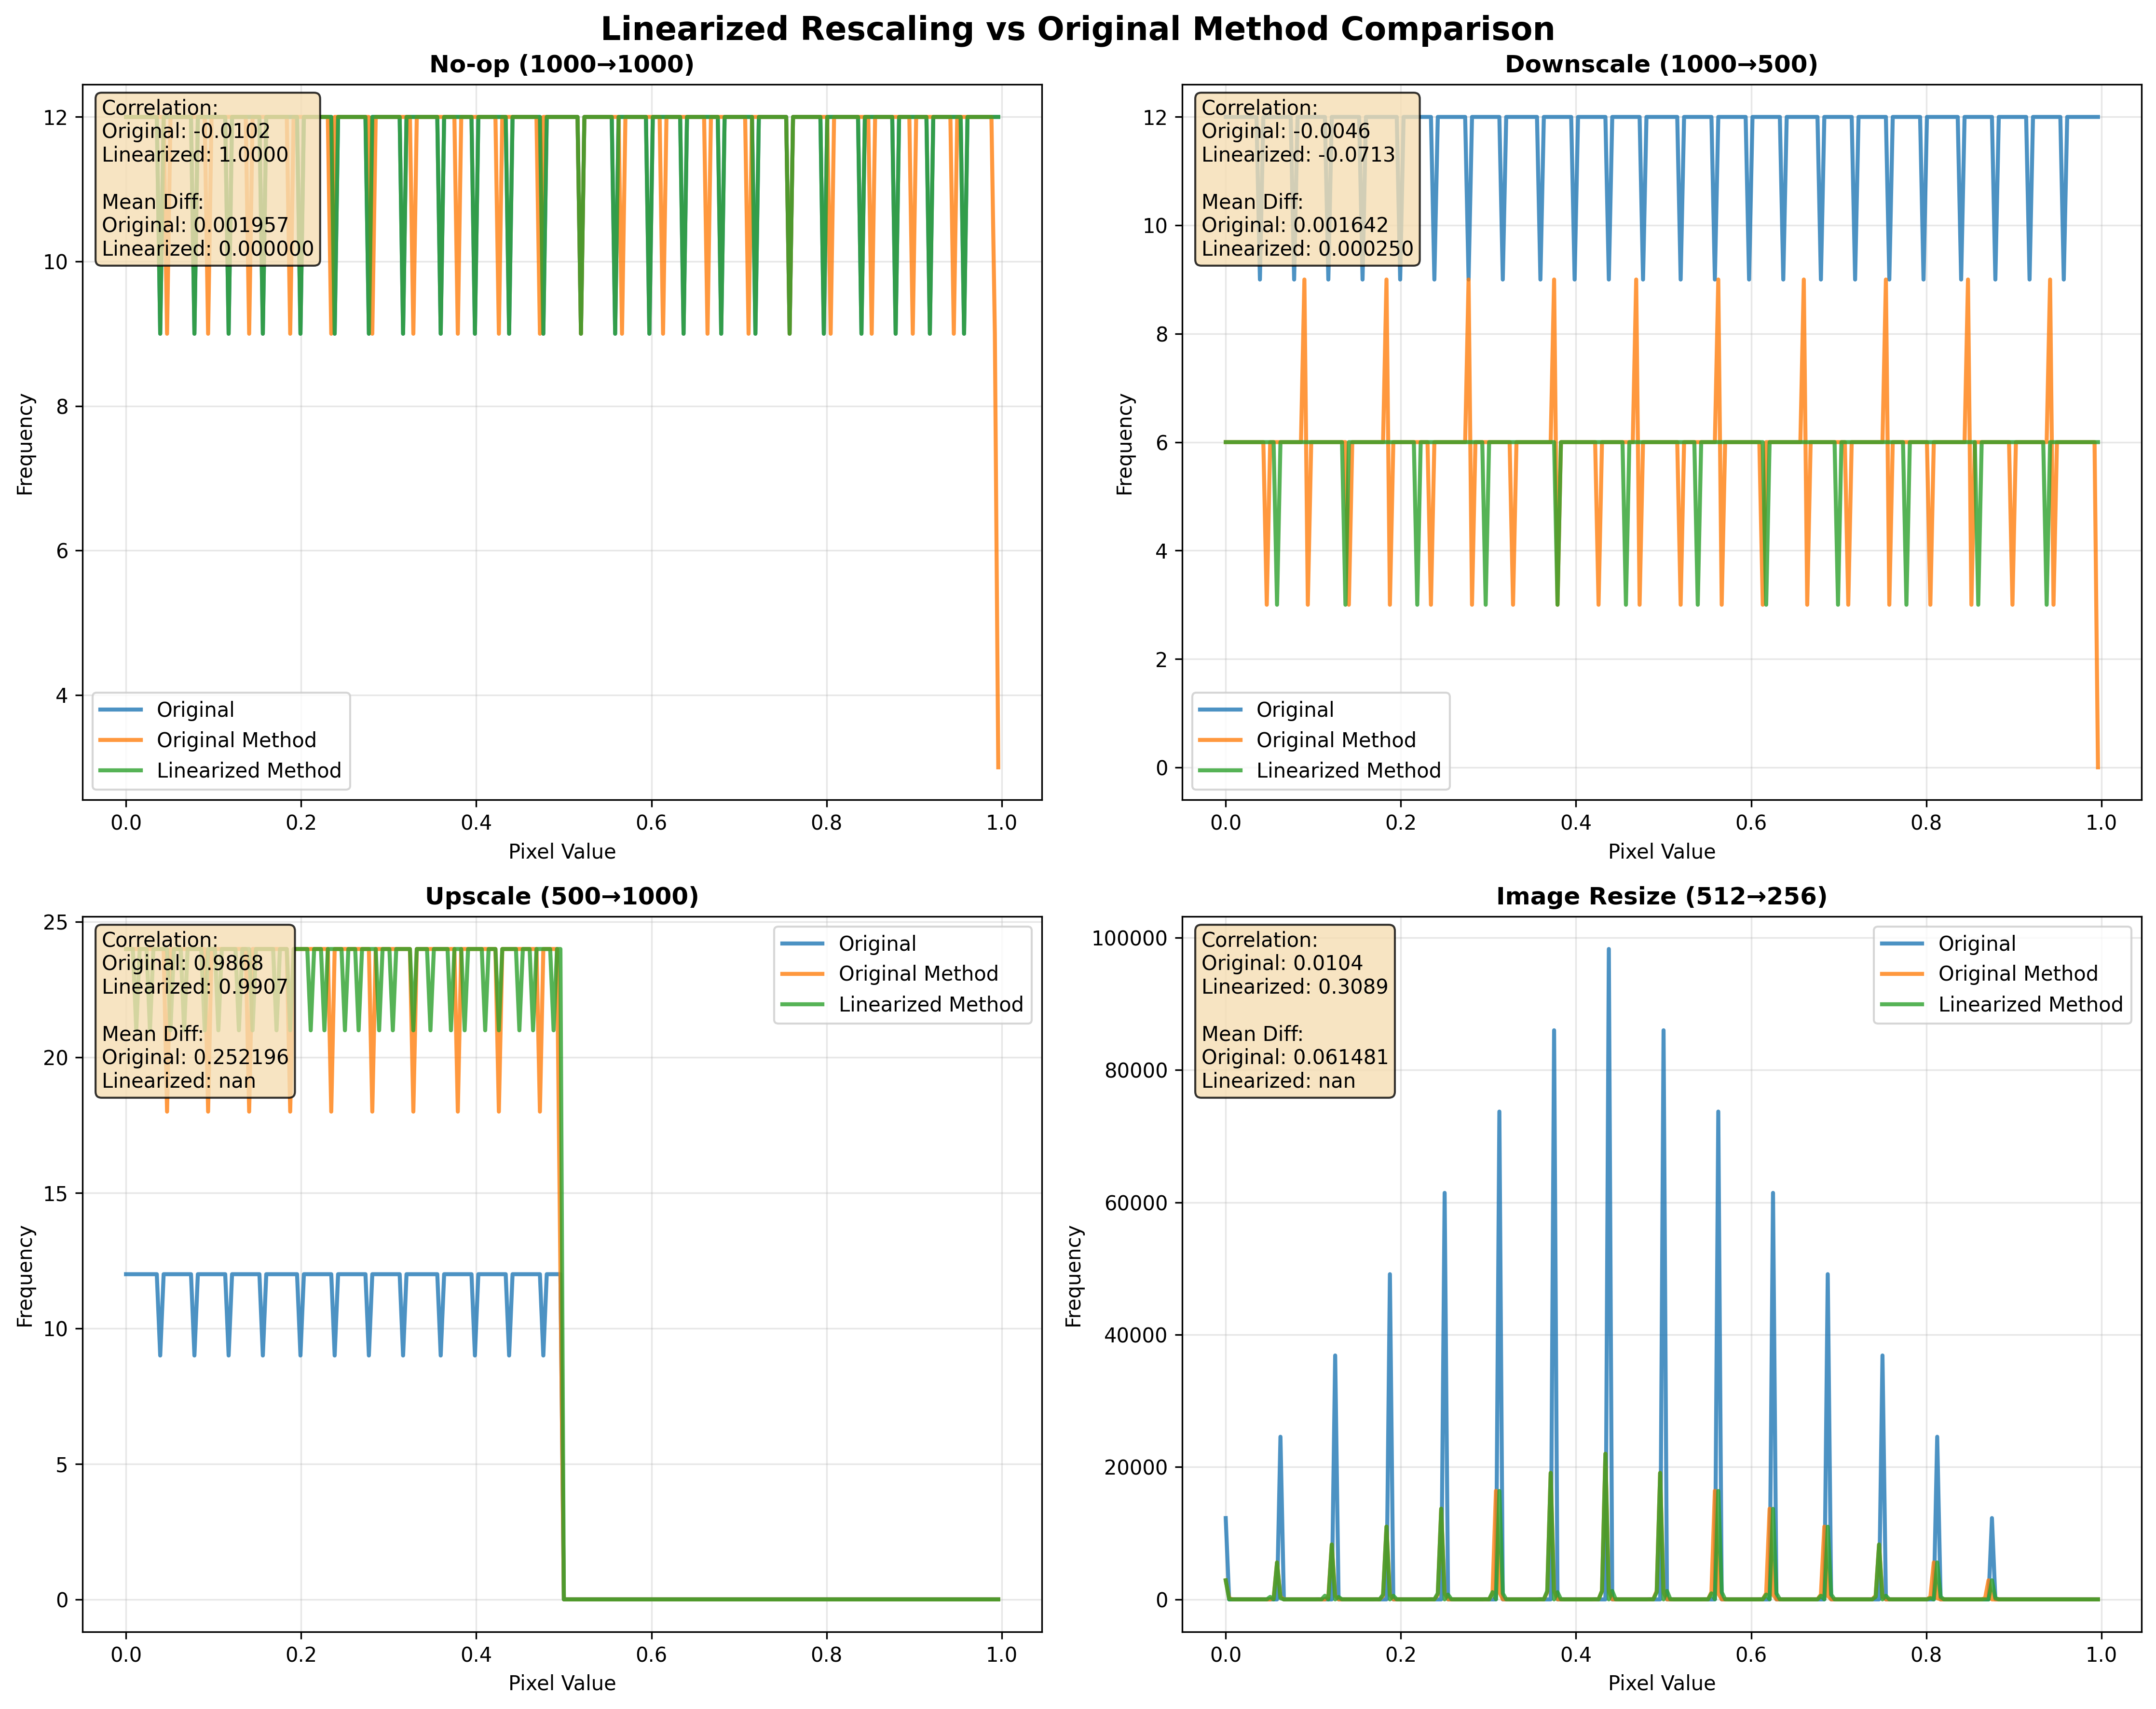 Linearized Rescaling vs Original Method Comparison
No-op (1000→1000)
Correlation:
Original: -0.0102
Linearized: 1.0000
Mean Diff:
Original: 0.001957
Linearized: 0.000000
12
10
8
6
4
Frequency
Original
Original Method
Linearized Method
0.0 0.2 0.4 0.6 0.8 1.0
Pixel Value
Downscale (1000→500)
Correlation:
Original: -0.0046
Linearized: -0.0713
Mean Diff:
Original: 0.001642
Linearized: 0.000250
12
10
8
6
4
2
0
Frequency
Original
Original Method
Linearized Method
0.0 0.2 0.4 0.6 0.8 1.0
Pixel Value
Upscale (500→1000)
Correlation:
Original: 0.9868
Linearized: 0.9907
Mean Diff:
Original: 0.252196
Linearized: nan
Original
Original Method
Linearized Method
25
20
15
10
5
0
Frequency
0.0 0.2 0.4 0.6 0.8 1.0
Pixel Value
Image Resize (512→256)
Correlation:
Original: 0.0104
Linearized: 0.3089
Mean Diff:
Original: 0.061481
Linearized: nan
Original
Original Method
Linearized Method
100000
80000
60000
40000
20000
0
Frequency
0.0 0.2 0.4 0.6 0.8 1.0
Pixel Value